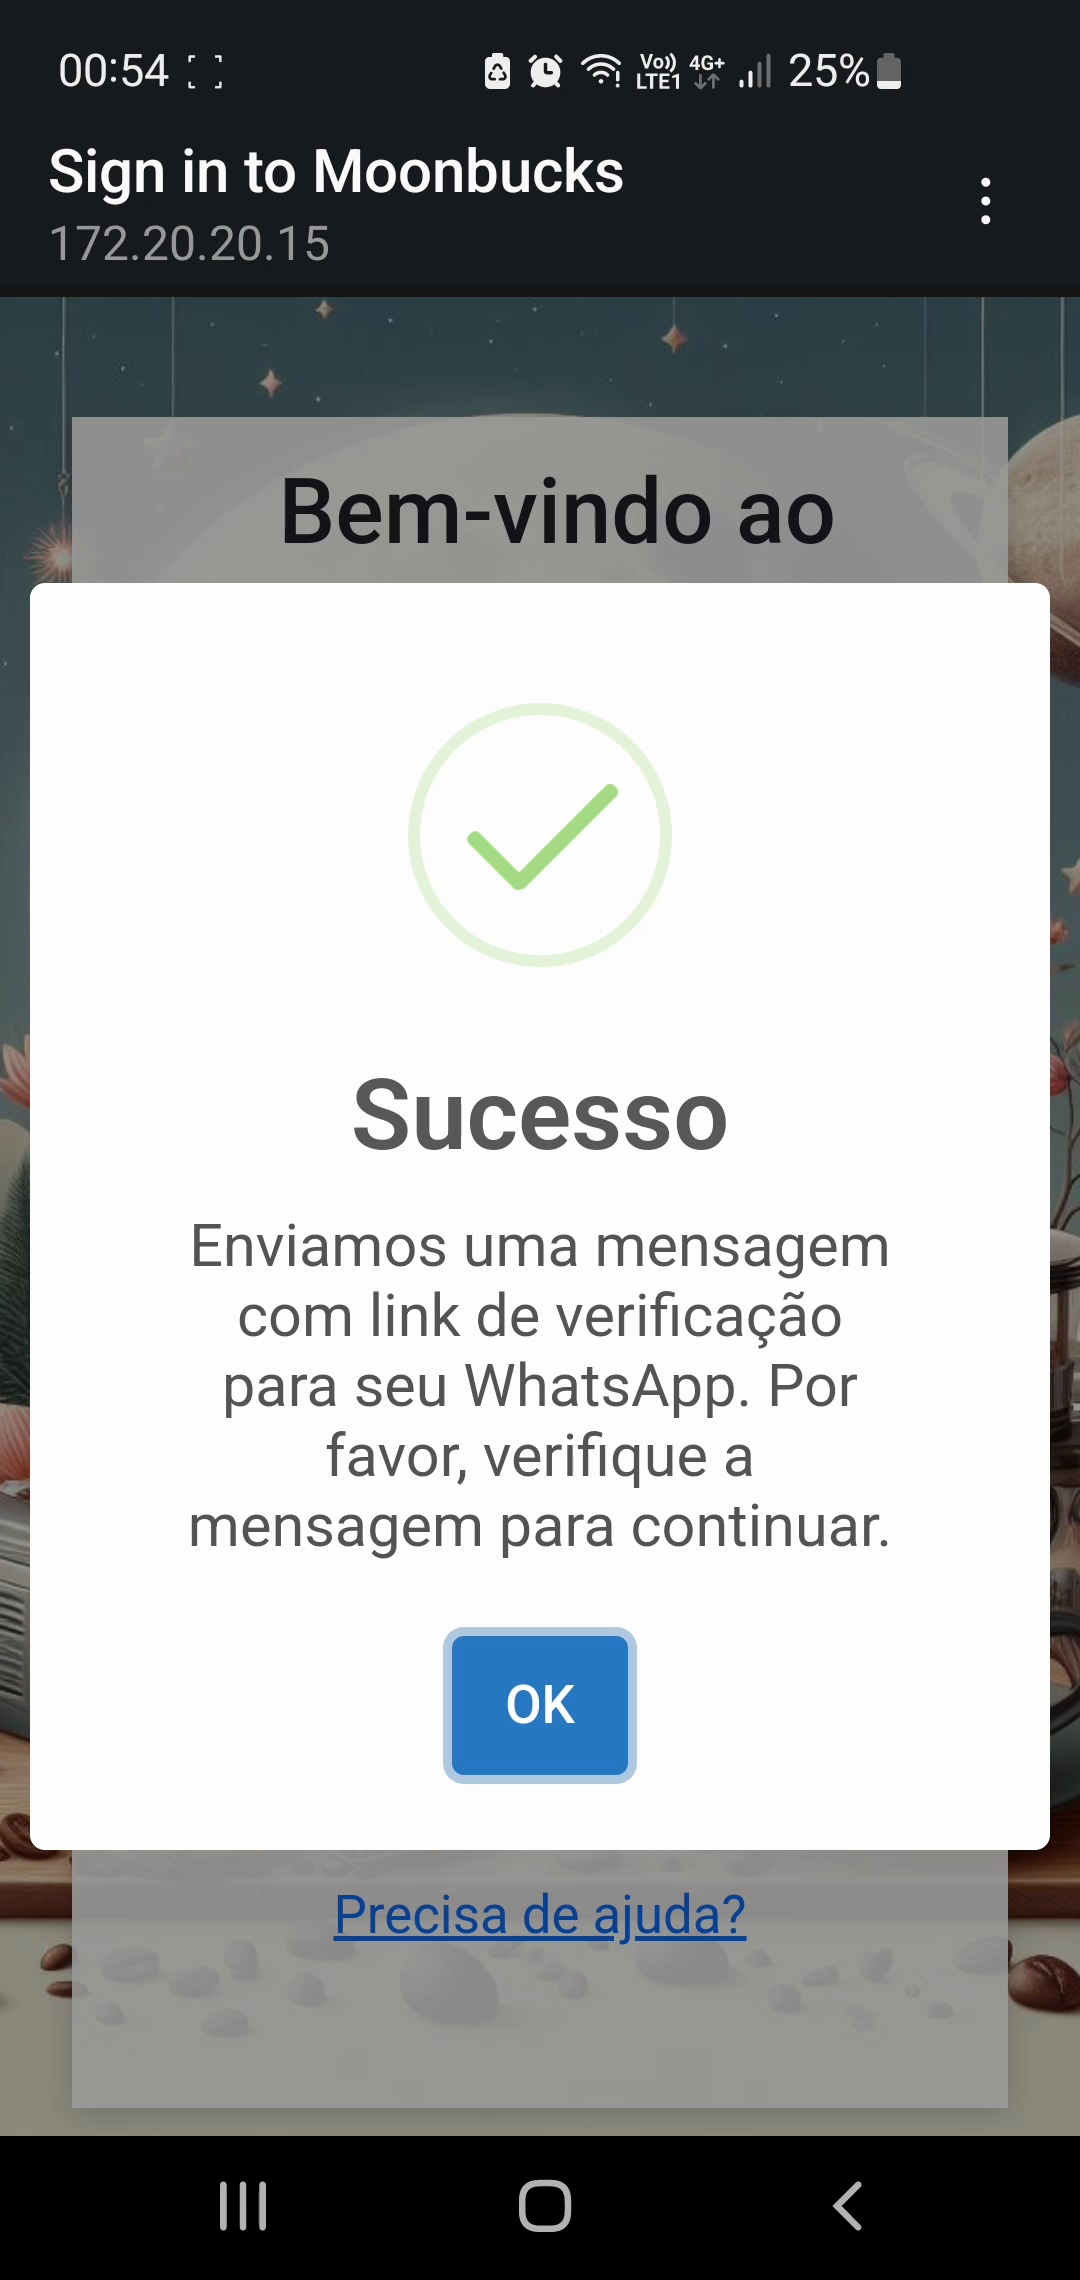 00:54
Vo)) LTE1 4G+ 25%
Sign in to Moonbucks
172.20.20.15
Bem-vindo ao
Sucesso
Enviamos uma mensagem
com link de verificação
para seu WhatsApp. Por
favor, verifique a
mensagem para continuar.
OK
Precisa de ajuda?